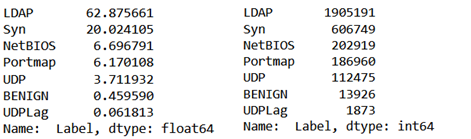 LDAP 62.875661
Syn 20.024105
NetBIOS 6.696791
Portmap 6.170108
UDP 3.711932
BENIGN 0.459590
UDPLag 0.061813
Name: Label, dtype: float64
LDAP 1905191
Syn 606749
NetBIOS 202919
Portmap 186960
UDP 112475
BENIGN 13926
UDPLag 1873
Name: Label, dtype: int64